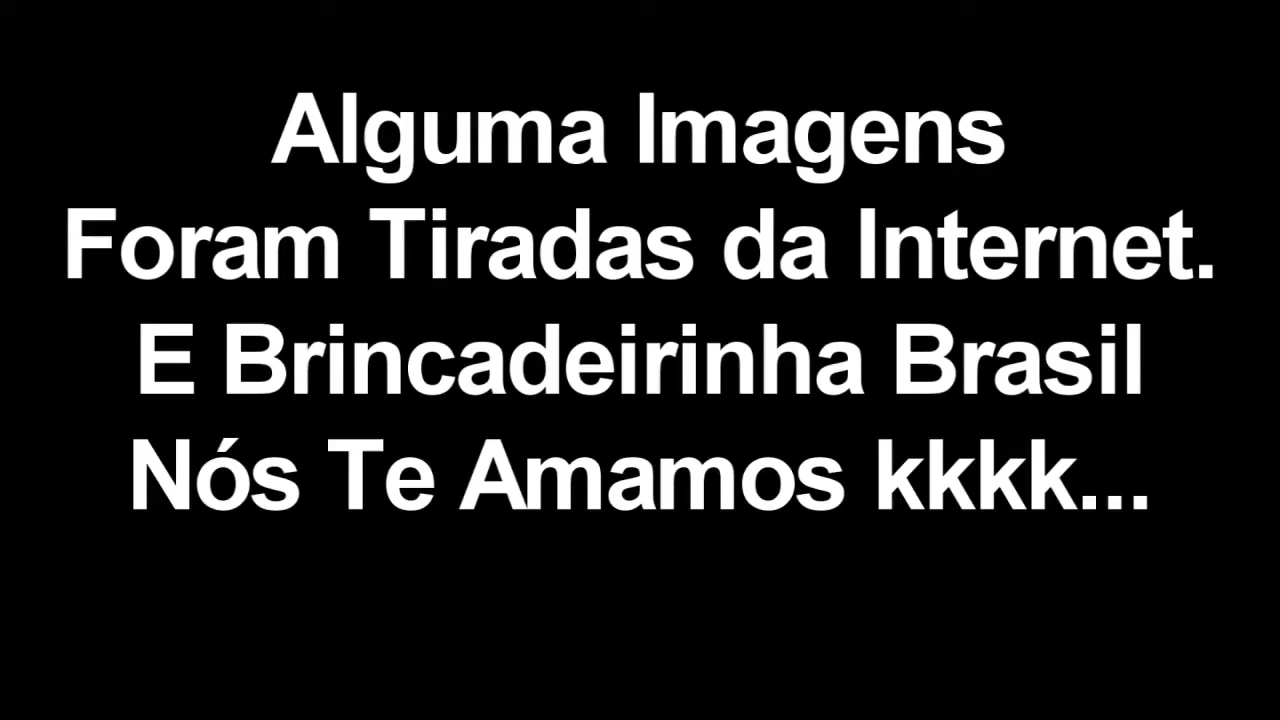 Alguma Imagens
Foram Tiradas da Internet.
E Brincadeirinha Brasil
Nós Te Amamos kkkk...